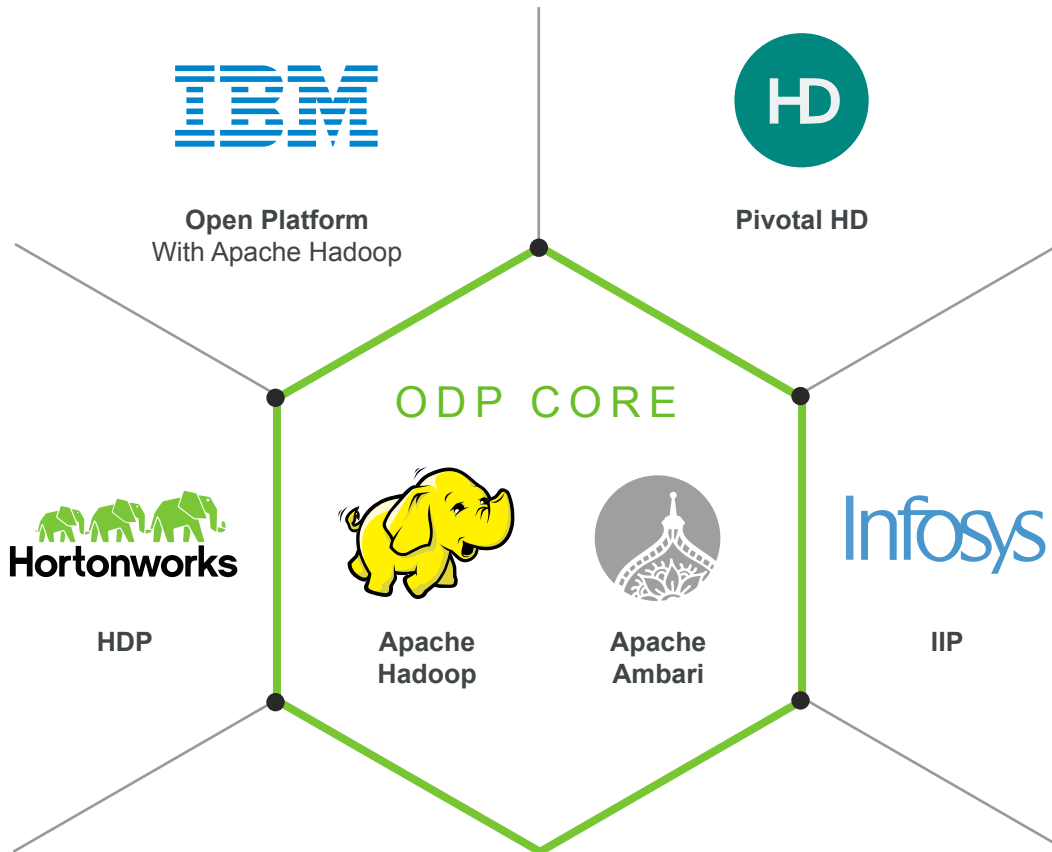 IBM
HD
Open Platform
With Apache Hadoop
Pivotal HD
ODP CORE
Hortonworks
Infosys
HDP
Apache
Hadoop
Apache
Ambari
IIP